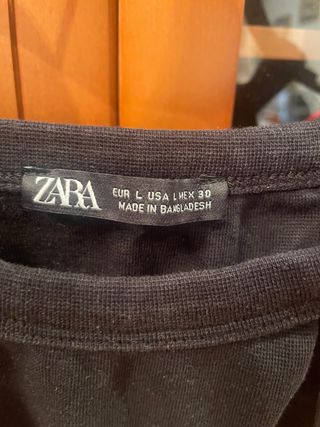 ZARA
EUR L USA L MEX 30
MADE IN BANGLADESH